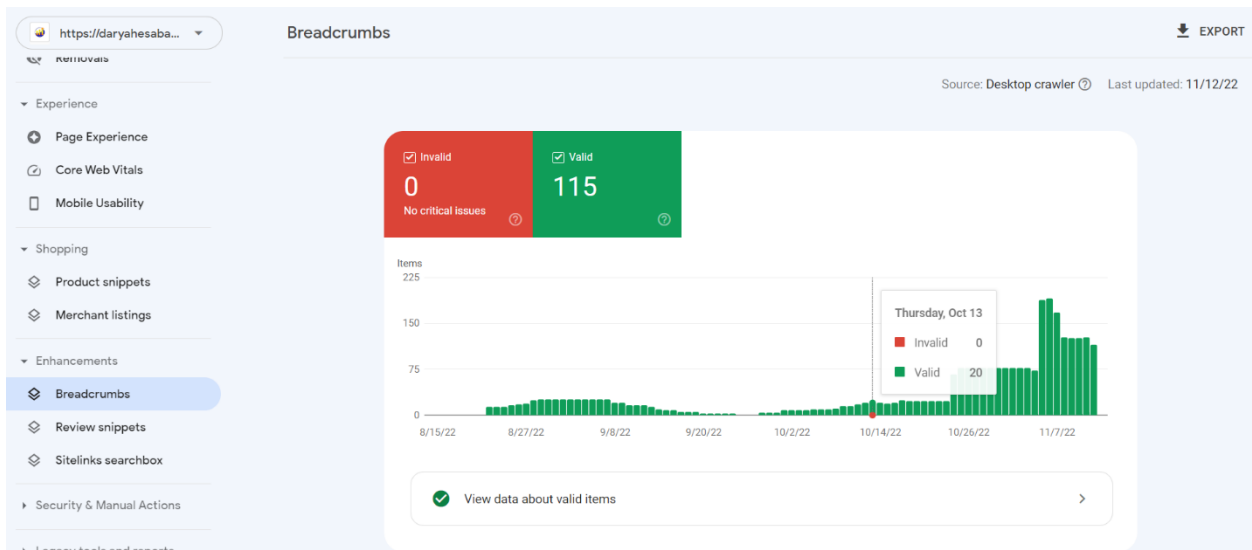 https://daryahesaba...
Breadcrumbs
EXPORT
Removals
Source: Desktop crawler Last updated: 11/12/22
Experience
Page Experience
Core Web Vitals
Mobile Usability
Shopping
Product snippets
Merchant listings
Enhancements
Breadcrumbs
Review snippets
Sitelinks searchbox
Security & Manual Actions
Legacy tools and reports
Invalid
0
No critical issues
Valid
115
Items
225
150
75
0
8/15/22 8/27/22 9/8/22 9/20/22 10/2/22 10/14/22 10/26/22 11/7/22
Thursday, Oct 13
Invalid 0
Valid 20
View data about valid items